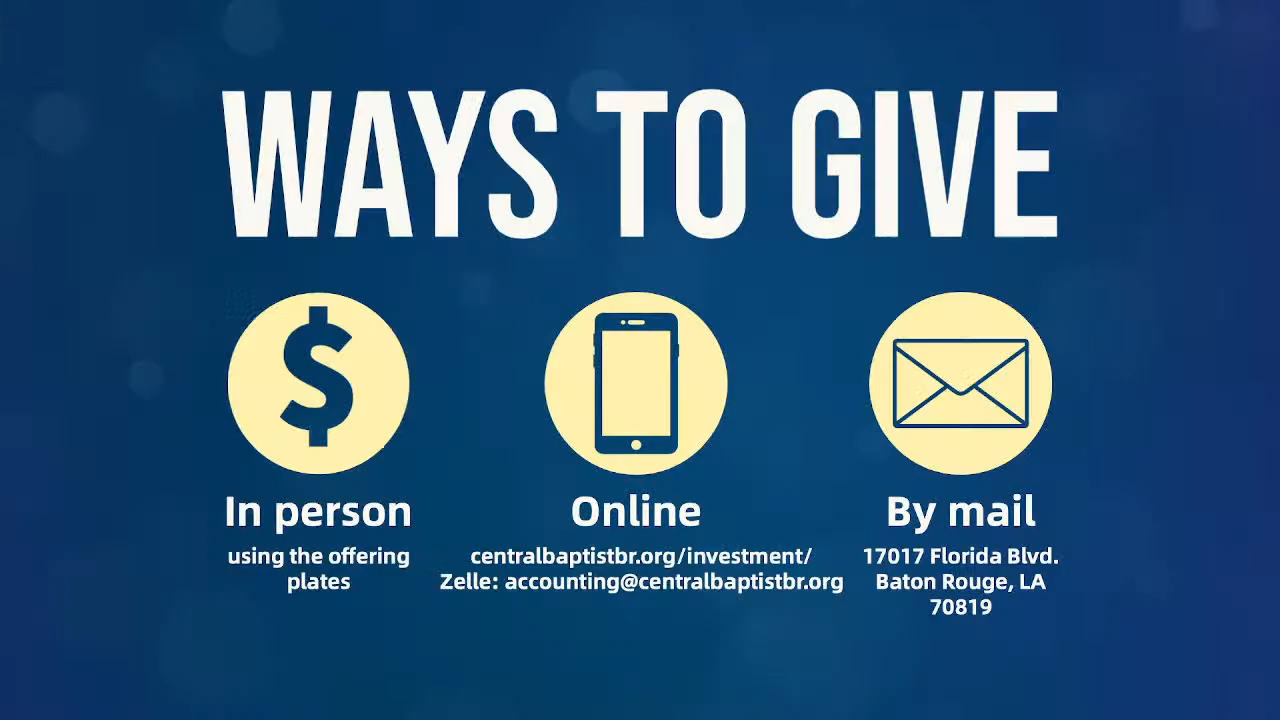 WAYS TO GIVE
In person
using the offering
plates
Online
centralbaptistbr.org/investment/
Zelle: accounting@centralbaptistbr.org
By mail
17017 Florida Blvd.
Baton Rouge, LA
70819